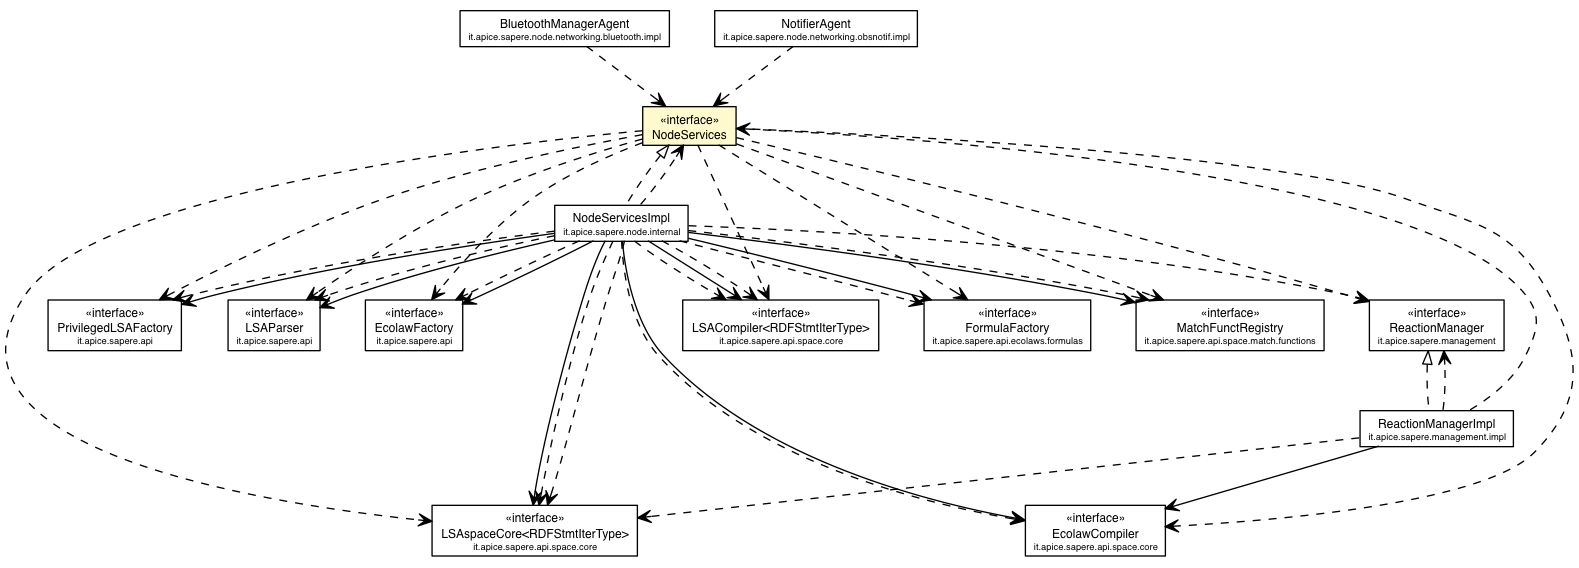 BluetoothManagerAgent
it.apice.sapere.node.networking.bluetooth.impl
NotifierAgent
it.apice.sapere.node.networking.obsnotif.impl
«interface»
NodeServices
NodeServicesImpl
it.apice.sapere.node.internal
«interface»
PrivilegedLSAFactory
it.apice.sapere.api
«interface»
LSAParser
it.apice.sapere.api
«interface»
EcolawFactory
it.apice.sapere.api
«interface»
LSACompiler<RDFStmtIterType>
it.apice.sapere.api.space.core
«interface»
FormulaFactory
it.apice.sapere.api.ecolaws.formulas
«interface»
MatchFunctRegistry
it.apice.sapere.api.space.match.functions
«interface»
ReactionManager
it.apice.sapere.management
ReactionManagerImpl
it.apice.sapere.management.impl
«interface»
LSAspaceCore<RDFStmtIterType>
it.apice.sapere.api.space.core
«interface»
EcolawCompiler
it.apice.sapere.api.space.core